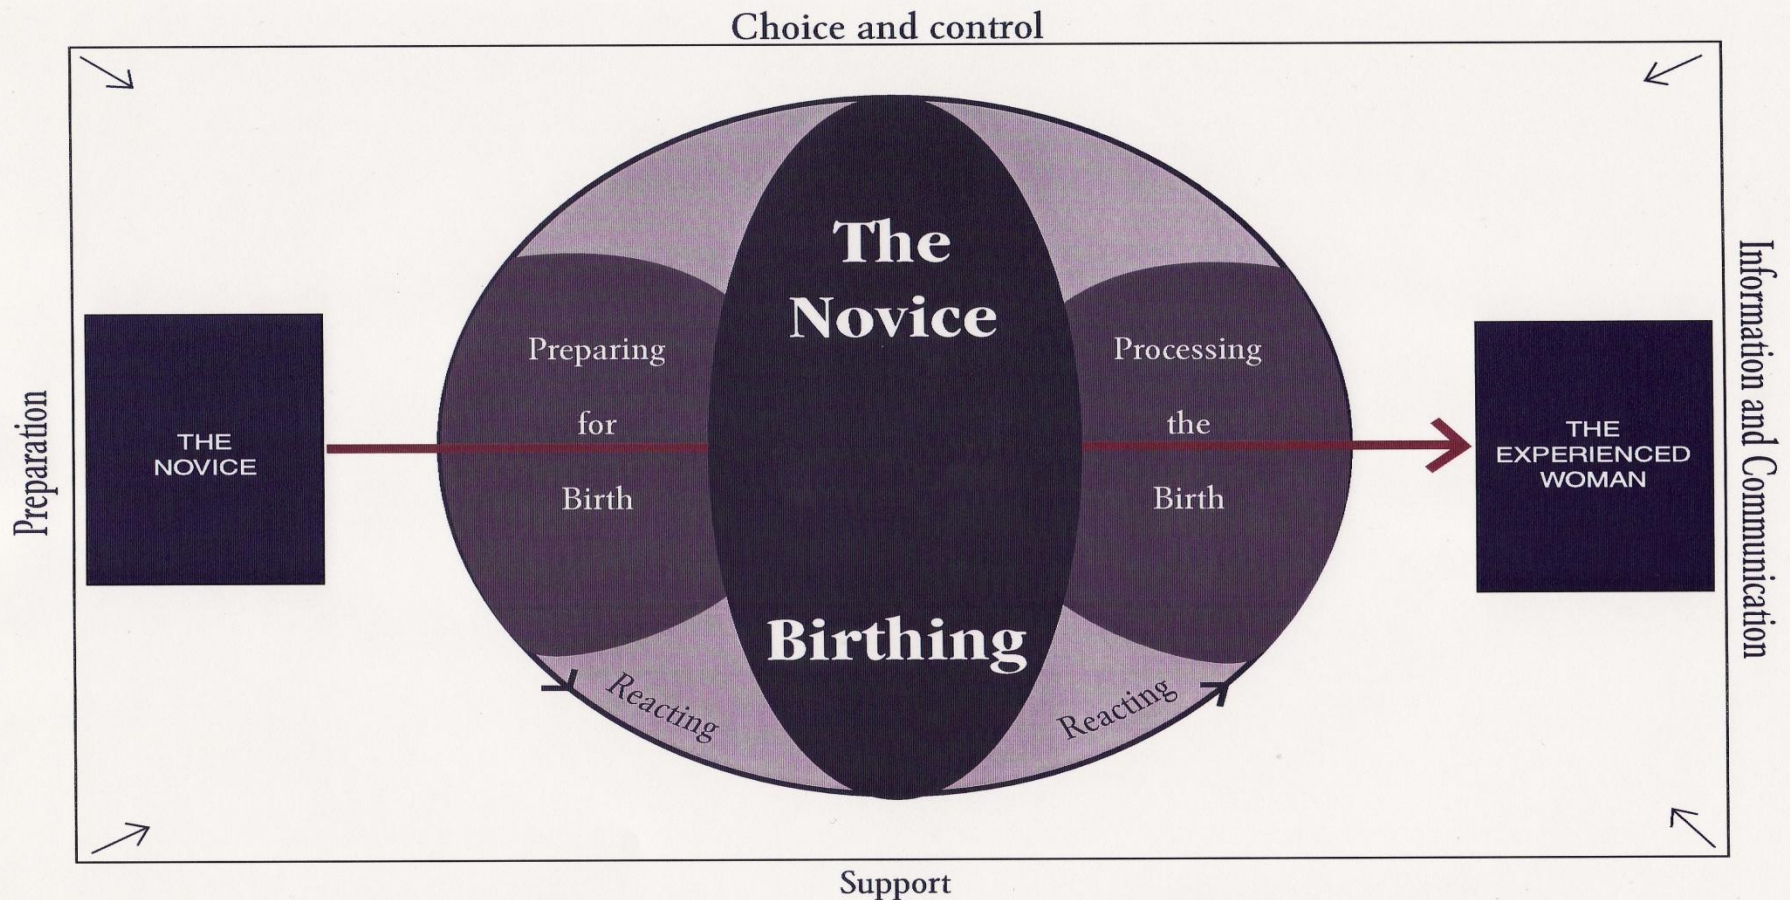 Choice and control
Preparation
THE
NOVICE
Preparing
for
Birth
The
Novice
Birthing
Processing
the
Birth
Reacting
Reacting
THE
EXPERIENCED
WOMAN
Information and Communication
Support